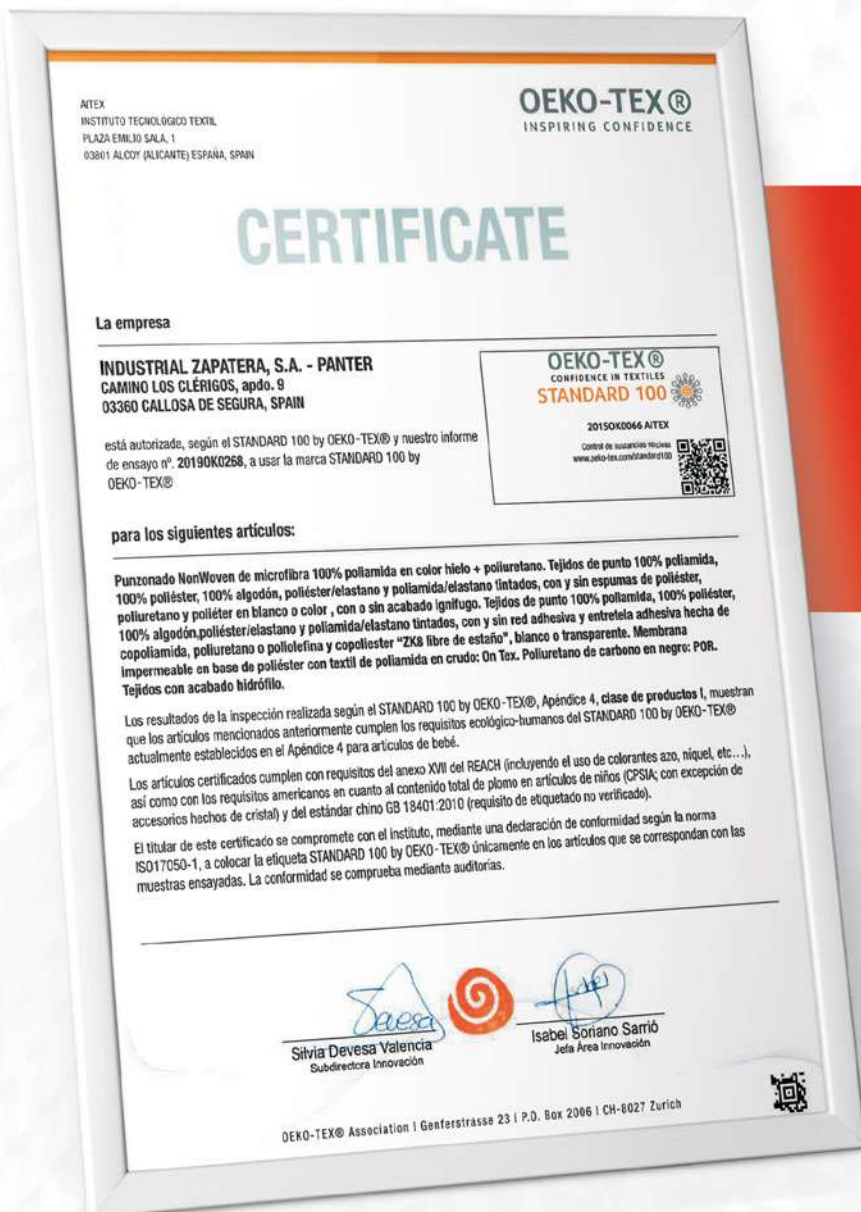 AITEX
INSTITUTO TECNOLÓGICO TEXTIL
PLAZA EMILIO SALA, 1
03801 ALCOY (ALICANTE) ESPAÑA, SPAIN
OEKO-TEX®
INSPIRING CONFIDENCE
CERTIFICATE
La empresa
INDUSTRIAL ZAPATERA, S.A. - PANTER
CAMINO LOS CLÉRIGOS, apdo. 9
03360 CALLOSA DE SEGURA, SPAIN
está autorizada, según el STANDARD 100 by OEKO-TEX® y nuestro informe
de ensayo nº. 2019OK0268, a usar la marca STANDARD 100 by
OEKO-TEX®
OEKO-TEX®
CONFIDENCE IN TEXTILES
STANDARD 100
2015OK0066 AITEX
Control de sustancias nocivas
www.oeko-tex.com/standard100
para los siguientes artículos:
Punzonado NonWoven de microfibra 100% poliamida en color hielo + poliuretano. Tejidos de punto 100% poliamida,
100% poliéster, 100% algodón, poliéster/elastano y poliamida/elastano tintados, con y sin espumas de poliéster,
poliuretano y poliéter en blanco o color , con o sin acabado ignífugo. Tejidos de punto 100% poliamida, 100% poliéster,
100% algodón,poliéster/elastano y poliamida/elastano tintados, con y sin red adhesiva y entretela adhesiva hecha de
copoliamida, poliuretano o poliolefina y copoliester "ZK8 libre de estaño", blanco o transparente. Membrana
impermeable en base de poliéster con textil de poliamida en crudo: On Tex. Poliuretano de carbono en negro: POR.
Tejidos con acabado hidrófilo.
Los resultados de la inspección realizada según el STANDARD 100 by OEKO-TEX®, Apéndice 4, clase de productos I, muestran
que los artículos mencionados anteriormente cumplen los requisitos ecológico-humanos del STANDARD 100 by OEKO-TEX®
actualmente establecidos en el Apéndice 4 para artículos de bebé.
Los artículos certificados cumplen con requisitos del anexo XVII del REACH (incluyendo el uso de colorantes azo, níquel, etc...),
así como con los requisitos americanos en cuanto al contenido total de plomo en artículos de niños (CPSIA; con excepción de
accesorios hechos de cristal) y del estándar chino GB 18401:2010 (requisito de etiquetado no verificado).
El titular de este certificado se compromete con el instituto, mediante una declaración de conformidad según la norma
ISO17050-1, a colocar la etiqueta STANDARD 100 by OEKO-TEX® únicamente en los artículos que se correspondan con las
muestras ensayadas. La conformidad se comprueba mediante auditorías.
Devesa
Silvia Devesa Valencia
Subdirectora Innovación
Isabel Soriano Sarrió
Jefa Área Innovación
OEKO-TEX® Association | Genferstrasse 23 | P.O. Box 2006 | CH-8027 Zurich